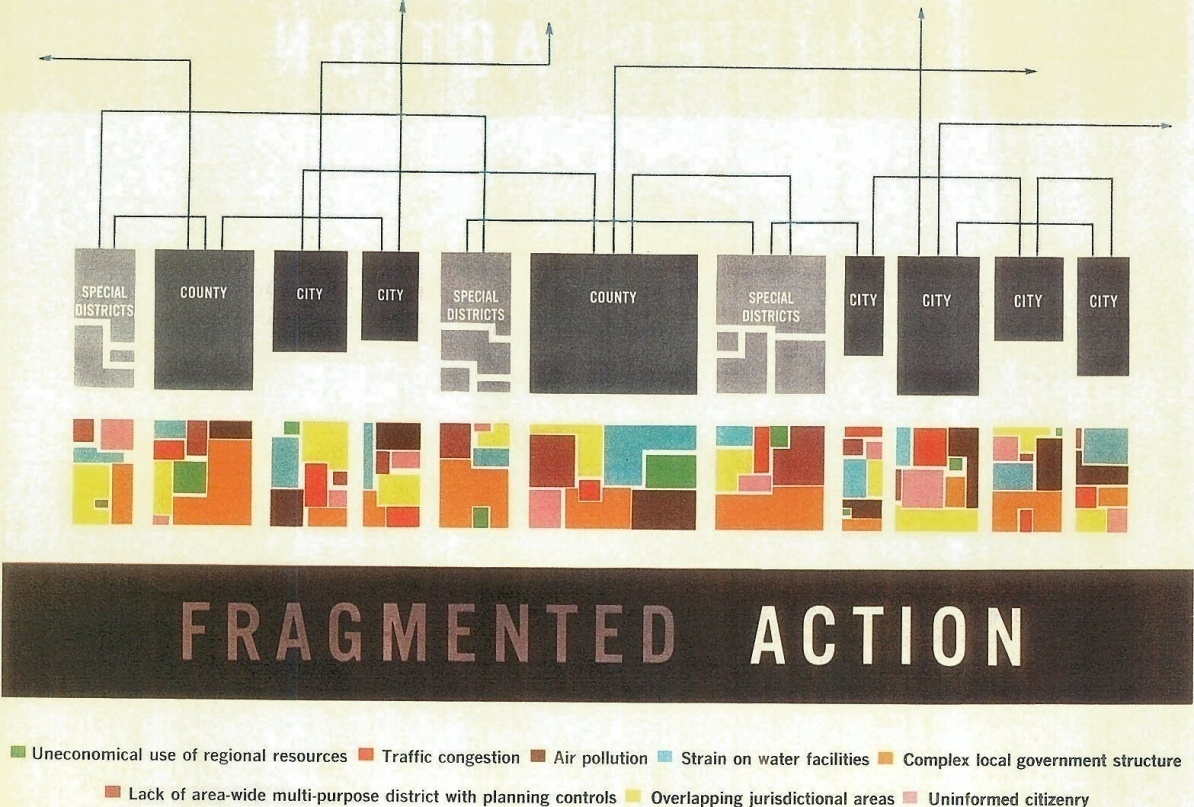 SPECIAL
DISTRICTS
COUNTY
CITY
CITY
SPECIAL
DISTRICTS
COUNTY
SPECIAL
DISTRICTS
CITY
CITY
CITY
CITY
FRAGMENTED ACTION
Uneconomical use of regional resources Traffic congestion Air pollution Strain on water facilities Complex local government structure
Lack of area-wide multi-purpose district with planning controls Overlapping jurisdictional areas Uninformed citizenry